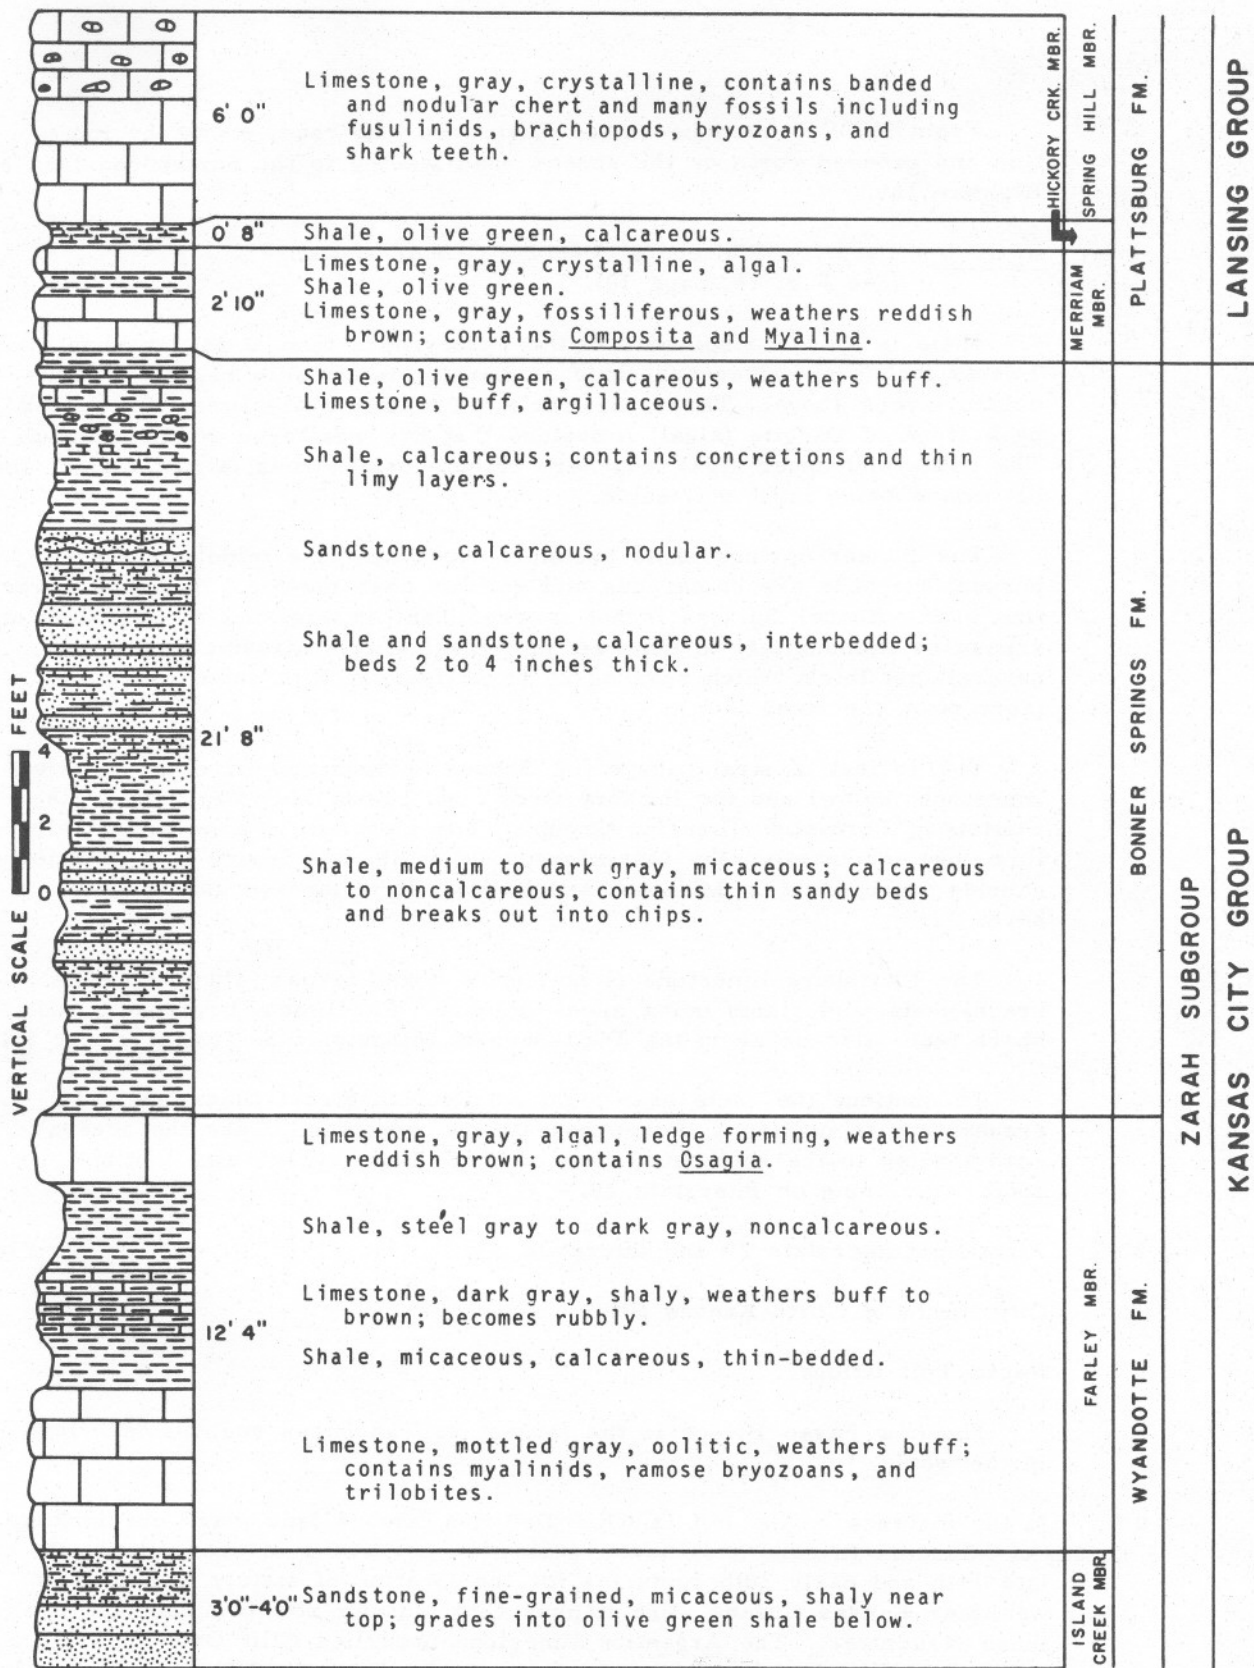 6' 0"
Limestone, gray, crystalline, contains banded
and nodular chert and many fossils including
fusulinids, brachiopods, bryozoans, and
shark teeth.
0' 8"
Shale, olive green, calcareous.
2' 10"
Limestone, gray, crystalline, algal.
Shale, olive green.
Limestone, gray, fossiliferous, weathers reddish
brown; contains Composita and Myalina.
Shale, olive green, calcareous, weathers buff.
Limestone, buff, argillaceous.
Shale, calcareous; contains concretions and thin
limy layers.
Sandstone, calcareous, nodular.
Shale and sandstone, calcareous, interbedded;
beds 2 to 4 inches thick.
21' 8"
Shale, medium to dark gray, micaceous; calcareous
to noncalcareous, contains thin sandy beds
and breaks out into chips.
Limestone, gray, algal, ledge forming, weathers
reddish brown; contains Osagia.
Shale, steel gray to dark gray, noncalcareous.
Limestone, dark gray, shaly, weathers buff to
brown; becomes rubbly.
12' 4"
Shale, micaceous, calcareous, thin-bedded.
Limestone, mottled gray, oolitic, weathers buff;
contains myalinids, ramose bryozoans, and
trilobites.
3'0"-4'0"
Sandstone, fine-grained, micaceous, shaly near
top; grades into olive green shale below.
VERTICAL SCALE FEET
4
2
0
HICKORY CRK. MBR.
SPRING HILL MBR.
MERRIAM
MBR.
FARLEY MBR.
ISLAND
CREEK MBR.
PLATTSBURG FM.
BONNER SPRINGS FM.
WYANDOTTE FM.
ZARAH SUBGROUP
LANSING GROUP
KANSAS CITY GROUP